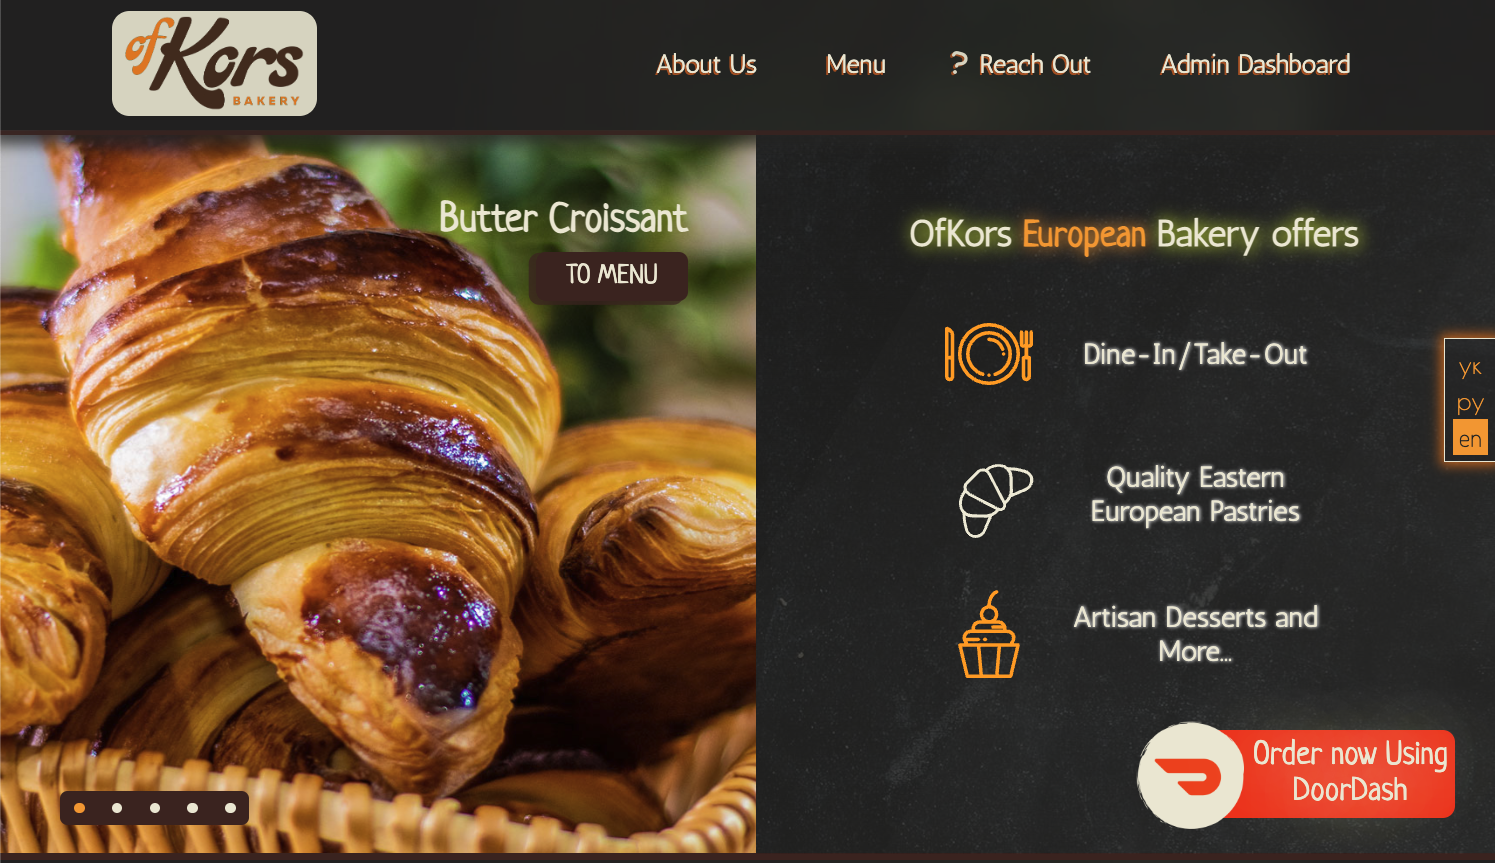 ofKors
BAKERY
About Us
Menu
? Reach Out
Admin Dashboard
Butter Croissant
TO MENU
OfKors European Bakery offers
Dine-In/Take-Out
Quality Eastern
European Pastries
Artisan Desserts and
More...
ук
ру
en
Order now Using
DoorDash